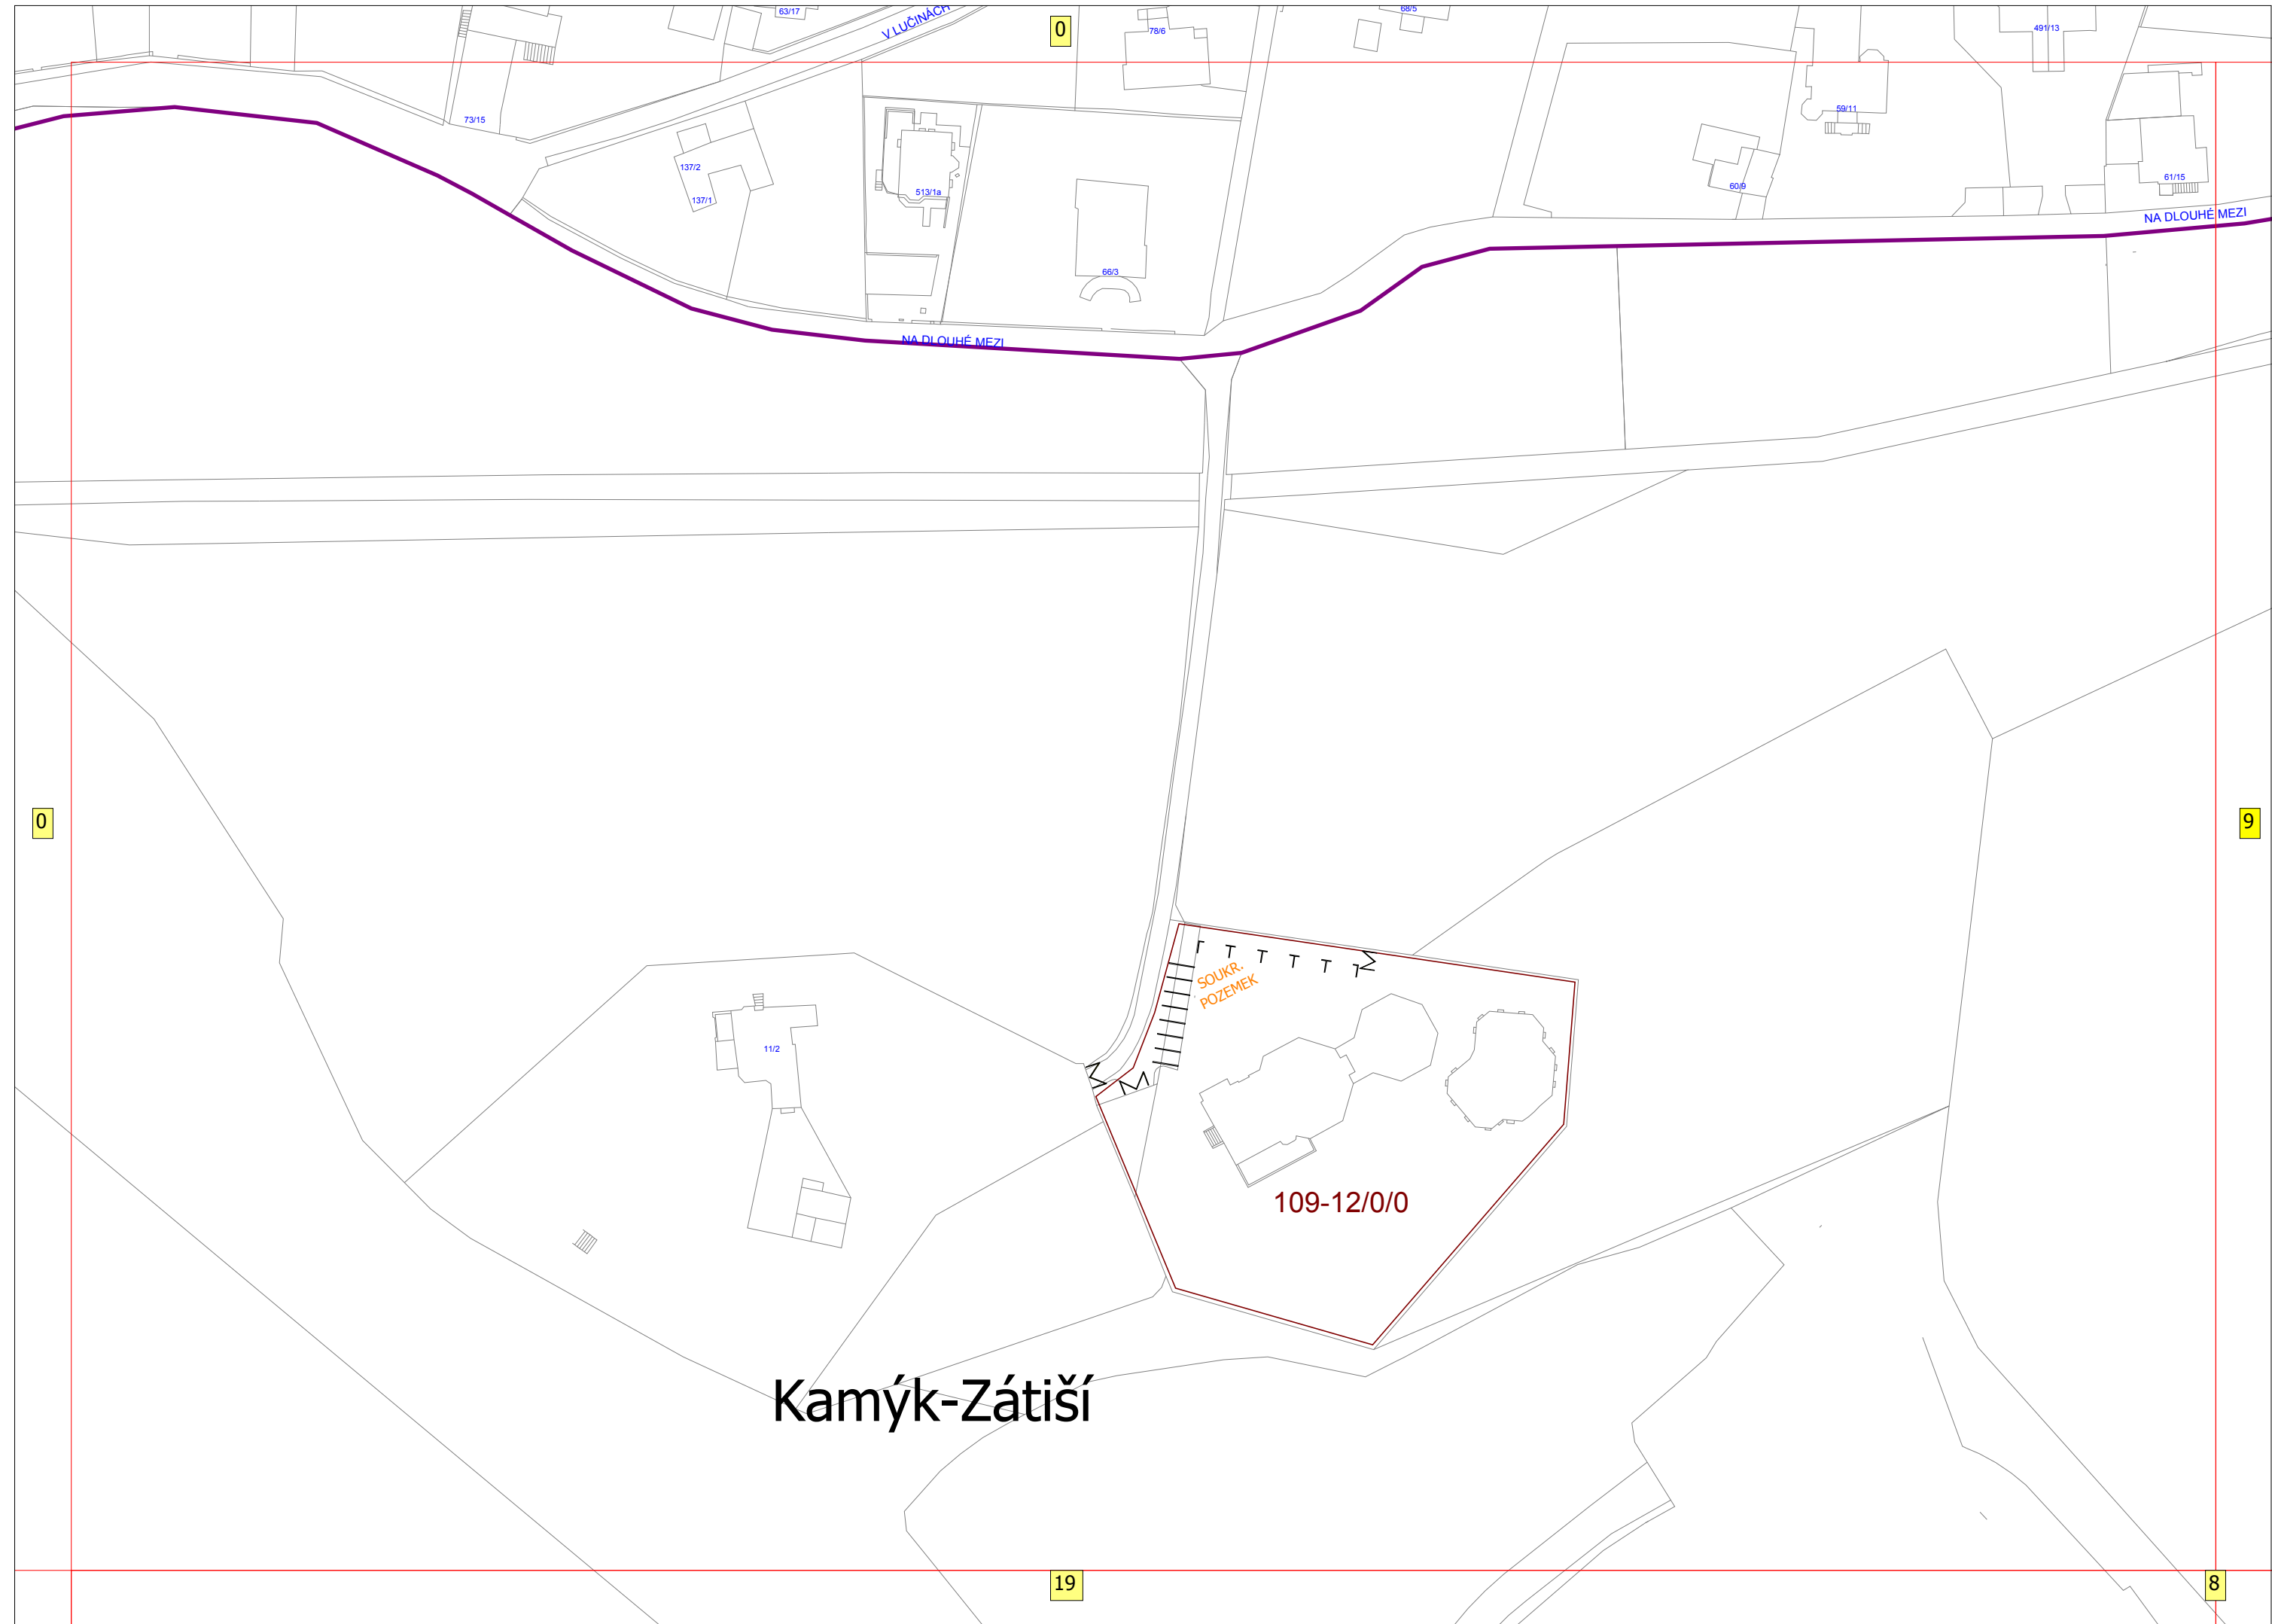 63/17
V LUČINÁCH
0
78/6
68/5
491/13
73/15
59/11
137/2
137/1
513/1a
60/9
61/15
NA DLOUHÉ MEZI
66/3
NA DLOUHÉ MEZI
0
9
SOUKR.
POZEMEK
11/2
109-12/0/0
Kamýk-Zátiší
19
8